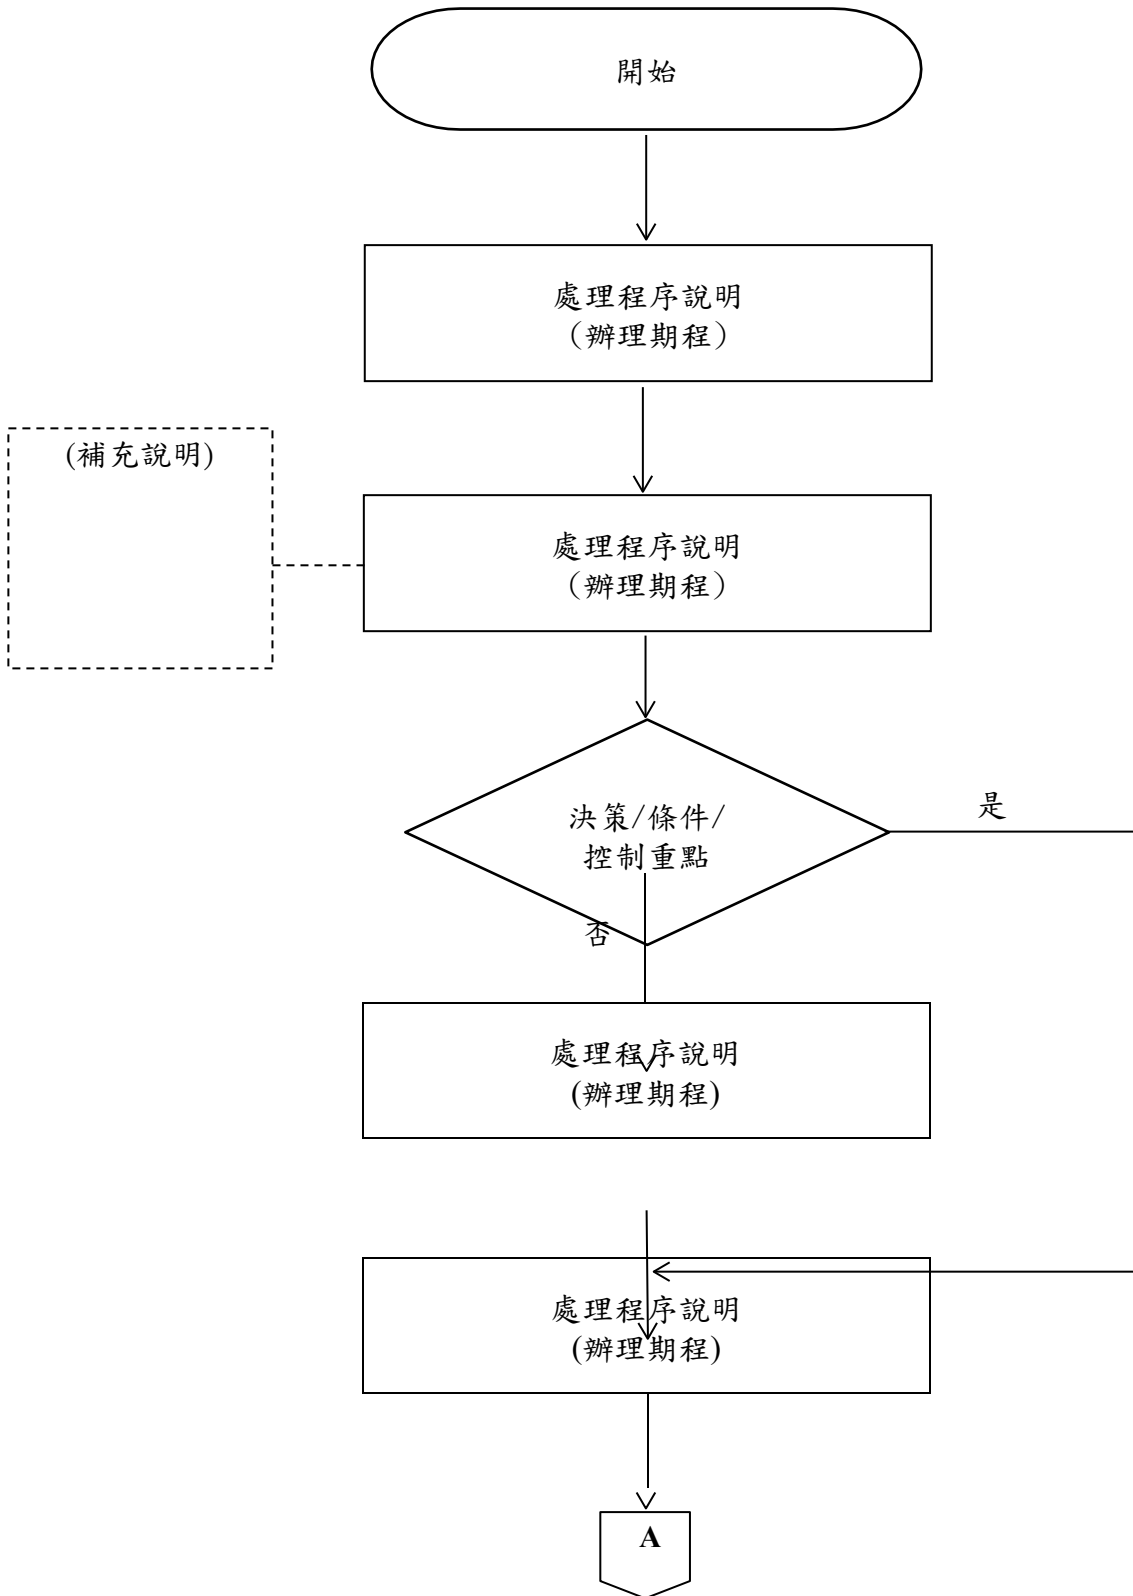 開始
處理程序說明
（辦理期程）
(補充說明)
處理程序說明
（辦理期程）
決策/條件/
控制重點
是
否
處理程序說明
(辦理期程)
處理程序說明
(辦理期程)
A